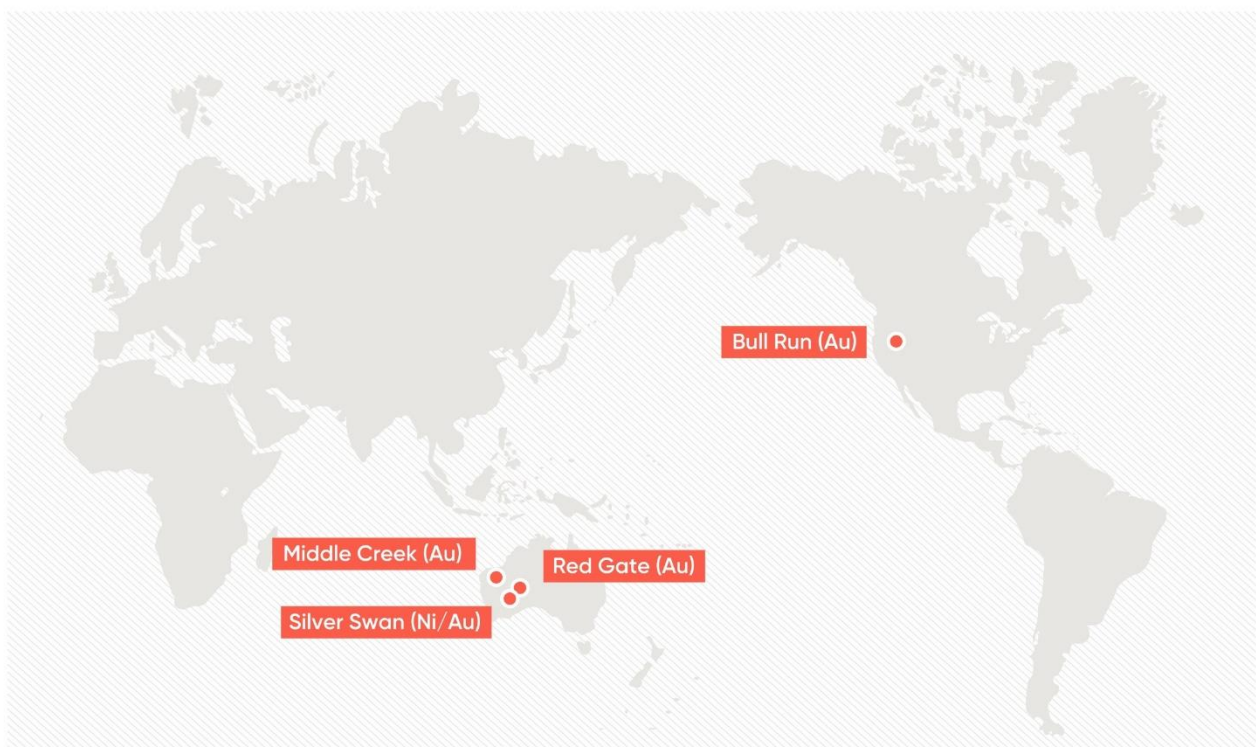 Bull Run (Au)
Middle Creek (Au)
Red Gate (Au)
Silver Swan (Ni/Au)